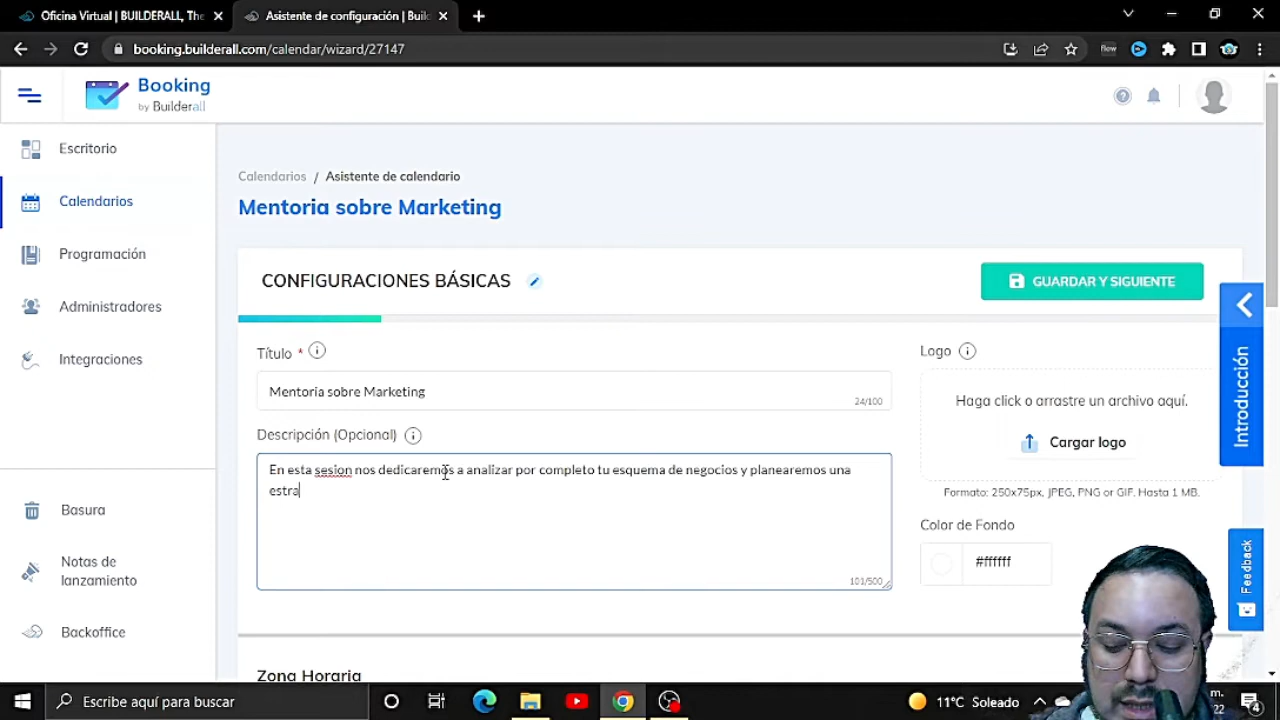 Oficina Virtual | BUILDERALL, The
Asistente de configuración | Buil
booking.builderall.com/calendar/wizard/27147
flow
Booking
by Builderall
Escritorio
Calendarios
Programación
Administradores
Integraciones
Basura
Notas de
lanzamiento
Backoffice
Calendarios / Asistente de calendario
Mentoria sobre Marketing
CONFIGURACIONES BÁSICAS
GUARDAR Y SIGUIENTE
Título *
Mentoria sobre Marketing
24/100
Descripción (Opcional)
En esta sesion nos dedicaremos a analizar por completo tu esquema de negocios y planearemos una
estra
101/500
Logo
Haga click o arrastre un archivo aquí.
Cargar logo
Formato: 250x75px, JPEG, PNG or GIF. Hasta 1 MB.
Color de Fondo
#ffffff
Introducción
Feedback
Zona Horaria
Escribe aquí para buscar
11°C Soleado
m.
22
4